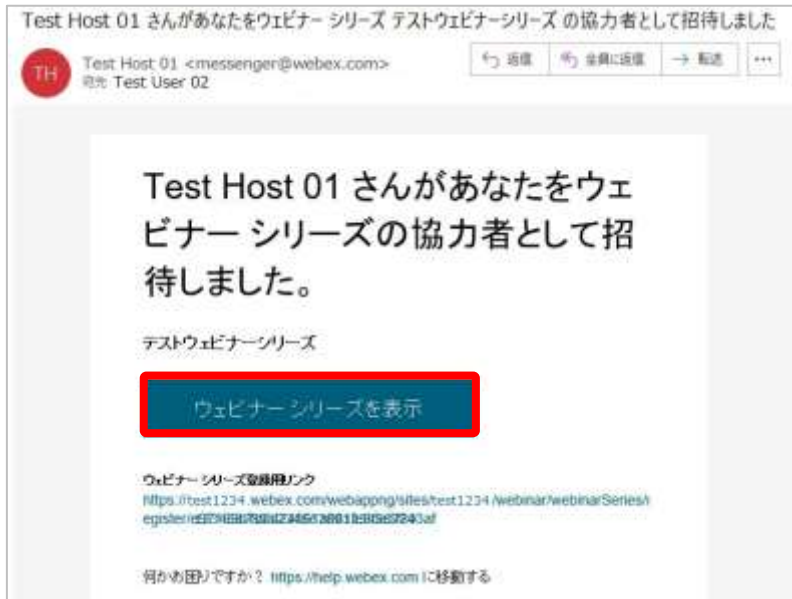 Test Host 01 さんがあなたをウェビナー シリーズ テストウェビナーシリーズ の協力者として招待しました
TH
Test Host 01 <messenger@webex.com>
返信
全員に返信
転送
宛先 Test User 02
Test Host 01 さんがあなたをウェ
ビナー シリーズの協力者として招
待しました。
テストウェビナーシリーズ
ウェビナー シリーズを表示
ウェビナー シリーズ登録用リンク
https://test1234.webex.com/webappng/sites/test1234/webinar/webinarSeries/r
egister/
何かお困りですか? https://help.webex.com に移動する